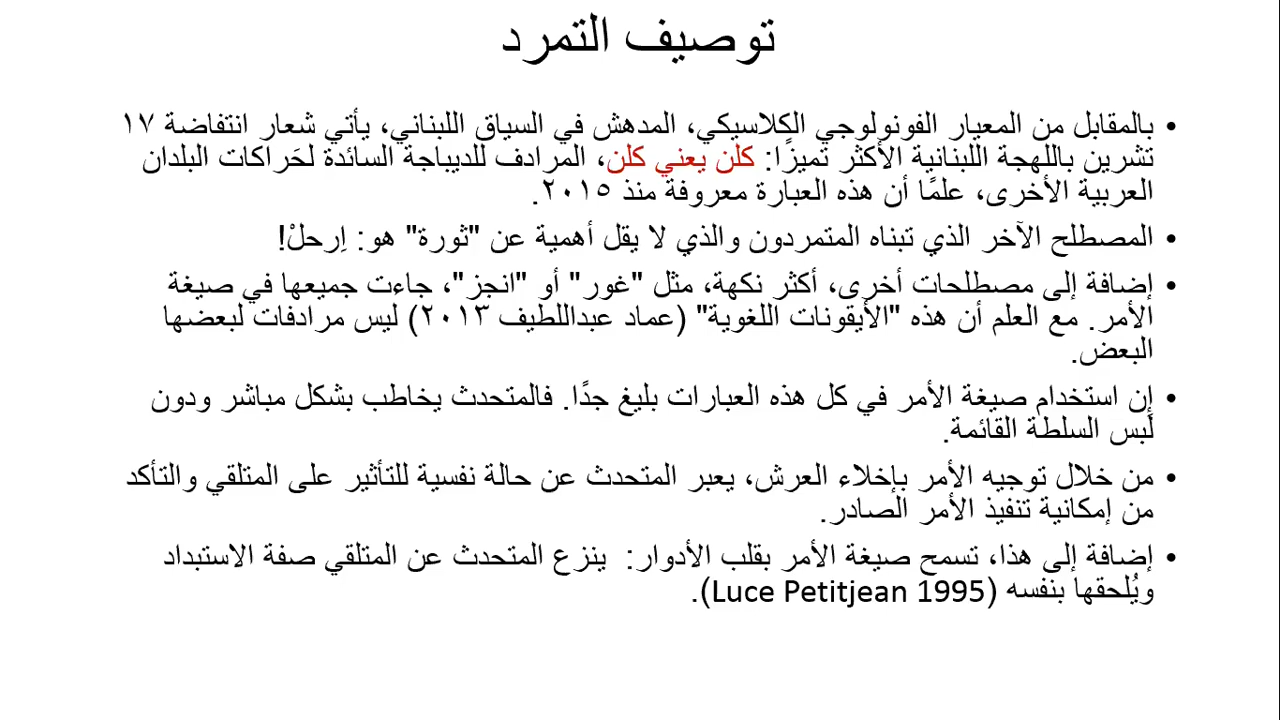 توصيف التمرد
• بالمقابل من المعيار الفونولوجي الكلاسيكي، المدهش في السياق اللبناني، يأتي شعار انتفاضة ١٧
تشرين باللهجة اللبنانية الأكثر تميزًا: كلن يعني كلن، المرادف للديباجة السائدة لحَراكات البلدان
العربية الأخرى، علمًا أن هذه العبارة معروفة منذ ٢٠١٥.
• المصطلح الآخر الذي تبناه المتمردون والذي لا يقل أهمية عن "ثورة" هو: اِرحلْ!
• إضافة إلى مصطلحات أخرى، أكثر نكهة، مثل "غور" أو "انجز"، جاءت جميعها في صيغة
الأمر. مع العلم أن هذه "الأيقونات اللغوية" (عماد عبداللطيف ٢٠١٣) ليس مرادفات لبعضها
البعض.
• إن استخدام صيغة الأمر في كل هذه العبارات بليغ جدًا. فالمتحدث يخاطب بشكل مباشر ودون
لبس السلطة القائمة.
• من خلال توجيه الأمر بإخلاء العرش، يعبر المتحدث عن حالة نفسية للتأثير على المتلقي والتأكد
من إمكانية تنفيذ الأمر الصادر.
• إضافة إلى هذا، تسمح صيغة الأمر بقلب الأدوار: ينزع المتحدث عن المتلقي صفة الاستبداد
ويُلحقها بنفسه (Luce Petitjean 1995).